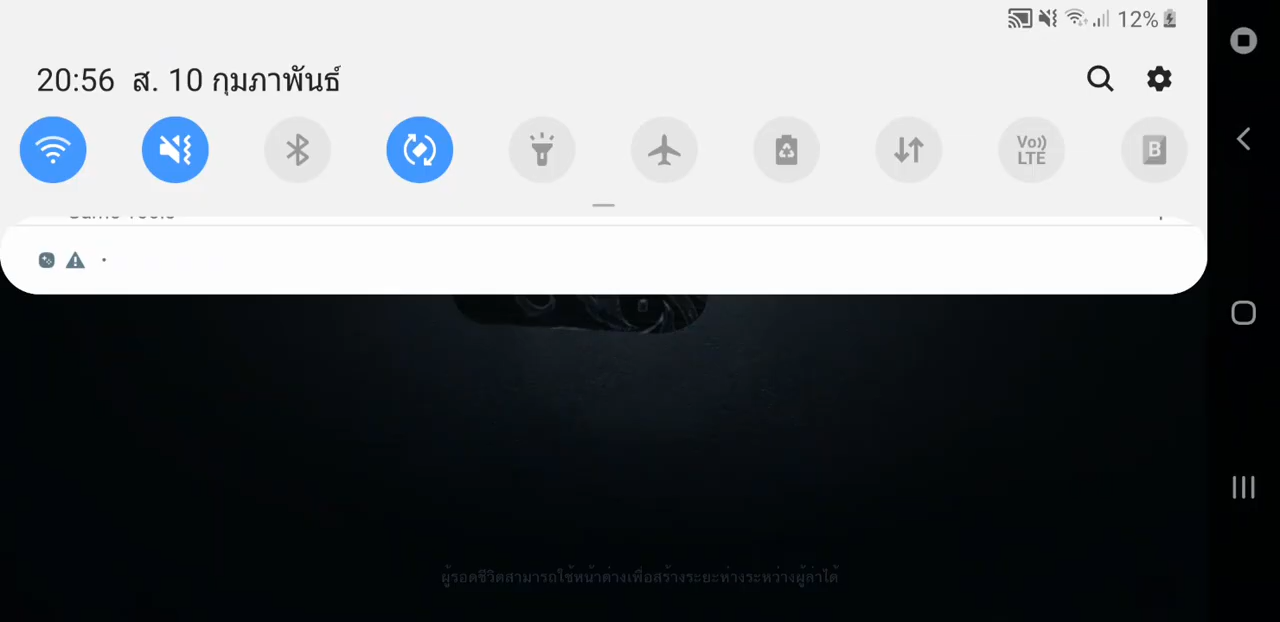 12%
20:56 ส. 10 กุมภาพันธ์
Vo)) LTE
B
ผู้รอดชีวิตสามารถใช้หน้าต่างเพื่อสร้างระยะห่างระหว่างผู้ล่าได้